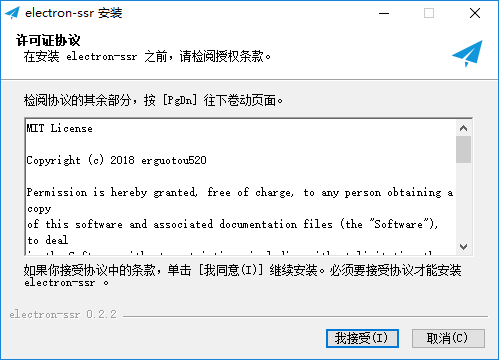 electron-ssr 安装
许可证协议
在安装 electron-ssr 之前，请检阅授权条款。
检阅协议的其余部分，按 [PgDn] 往下卷动页面。
MIT License
Copyright (c) 2018 erguotou520
Permission is hereby granted, free of charge, to any person obtaining a
copy
of this software and associated documentation files (the "Software"),
to deal
如果你接受协议中的条款，单击 [我同意(I)] 继续安装。必须要接受协议才能安装
electron-ssr 。
electron-ssr 0.2.2
我接受(I)
取消(C)